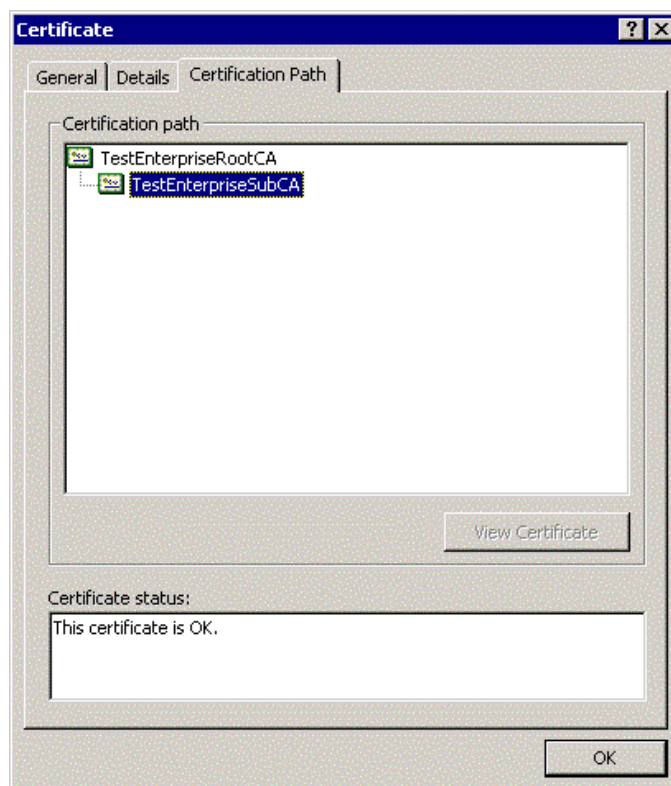 Certificate
General Details Certification Path
Certification path
TestEnterpriseRootCA
TestEnterpriseSubCA
View Certificate
Certificate status:
This certificate is OK.
OK